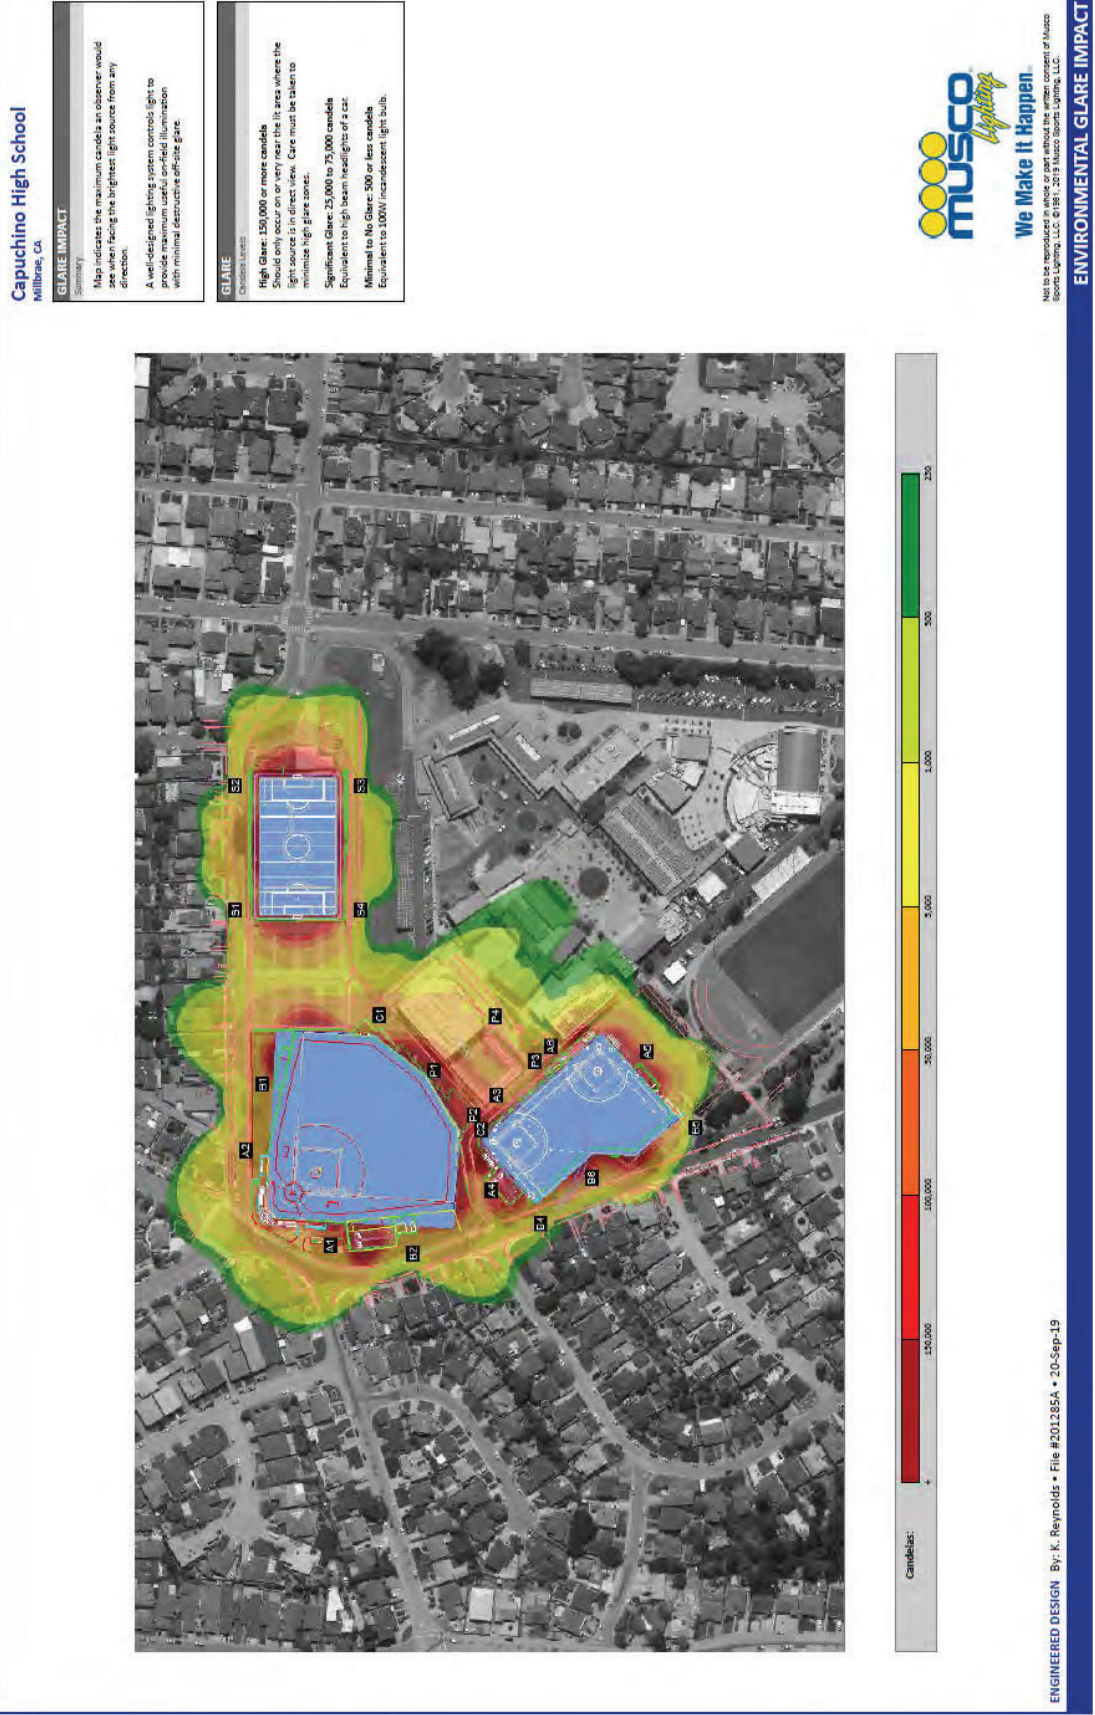 Capuchino High School
Millbrae, CA
GLARE IMPACT
Summary
Map indicates the maximum candela an observer would
see when facing the brightest light source from any
direction.
A well-designed lighting system controls light to
provide maximum useful on-field illumination
with minimal destructive off-site glare.
GLARE
Candela Levels
High Glare: 150,000 or more candela
Should only occur on or very near the lit area where the
light source is in direct view. Care must be taken to
minimize high glare zones.
Significant Glare: 25,000 to 75,000 candela
Equivalent to high beam headlights of a car.
Minimal to No Glare: 500 or less candela
Equivalent to 100W incandescent light bulb.
S1
S2
S3
S4
A2
B1
C1
A1
B2
P1
P2
C2
A3
P3
A6
P4
A4
B4
B6
A5
B5
Candelas:
+
150,000
100,000
50,000
5,000
1,000
500
250
MUSCO
Lighting
We Make It Happen.
Not to be reproduced in whole or part without the written consent of Musco
Sports Lighting, LLC. ©1981, 2019 Musco Sports Lighting, LLC.
ENGINEERED DESIGN By: K. Reynolds • File #201285A • 20-Sep-19
ENVIRONMENTAL GLARE IMPACT